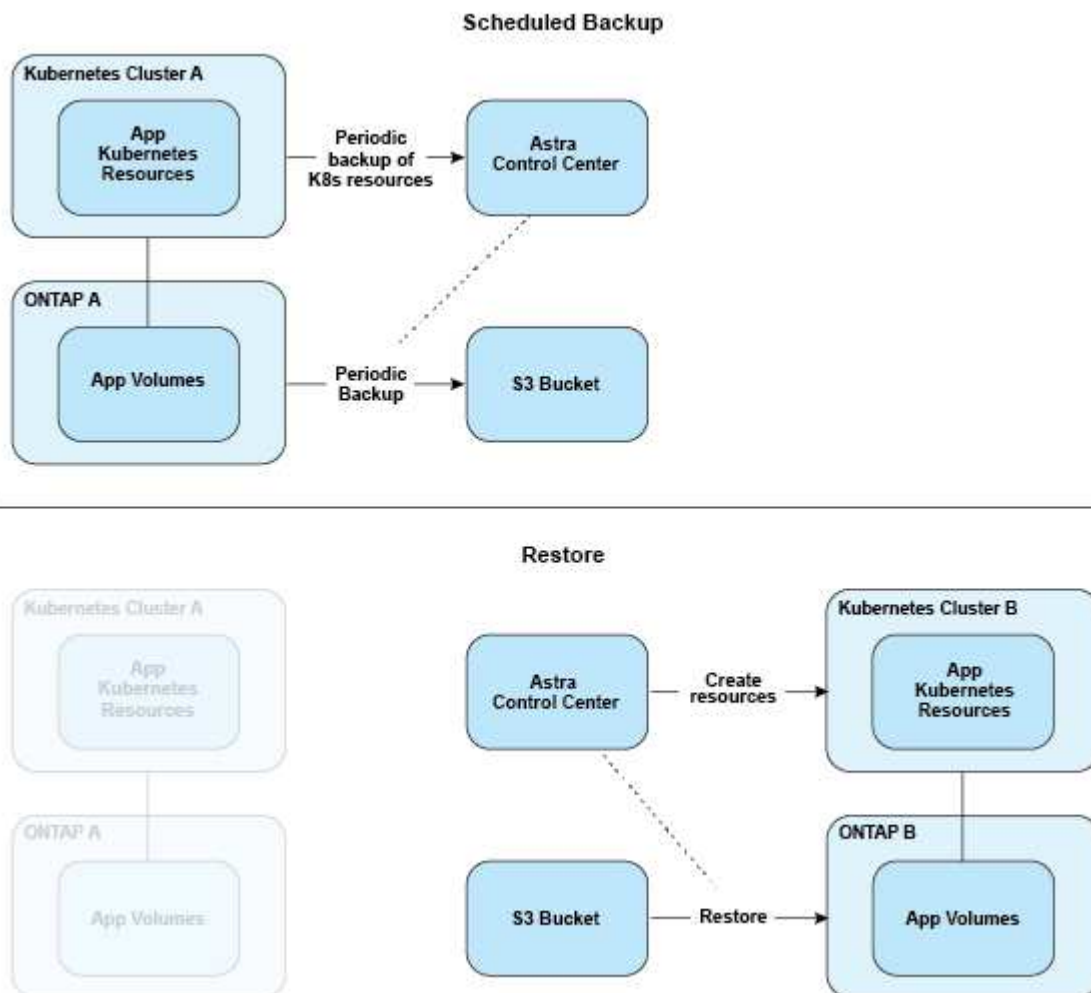 Scheduled Backup
Kubernetes Cluster A
App
Kubernetes
Resources
Periodic
backup of
K8s resources
Astra
Control Center
ONTAP A
App Volumes
Periodic
Backup
S3 Bucket
Restore
Kubernetes Cluster A
App
Kubernetes
Resources
Astra
Control Center
Create
resources
Kubernetes Cluster B
App
Kubernetes
Resources
ONTAP A
App Volumes
S3 Bucket
Restore
ONTAP B
App Volumes